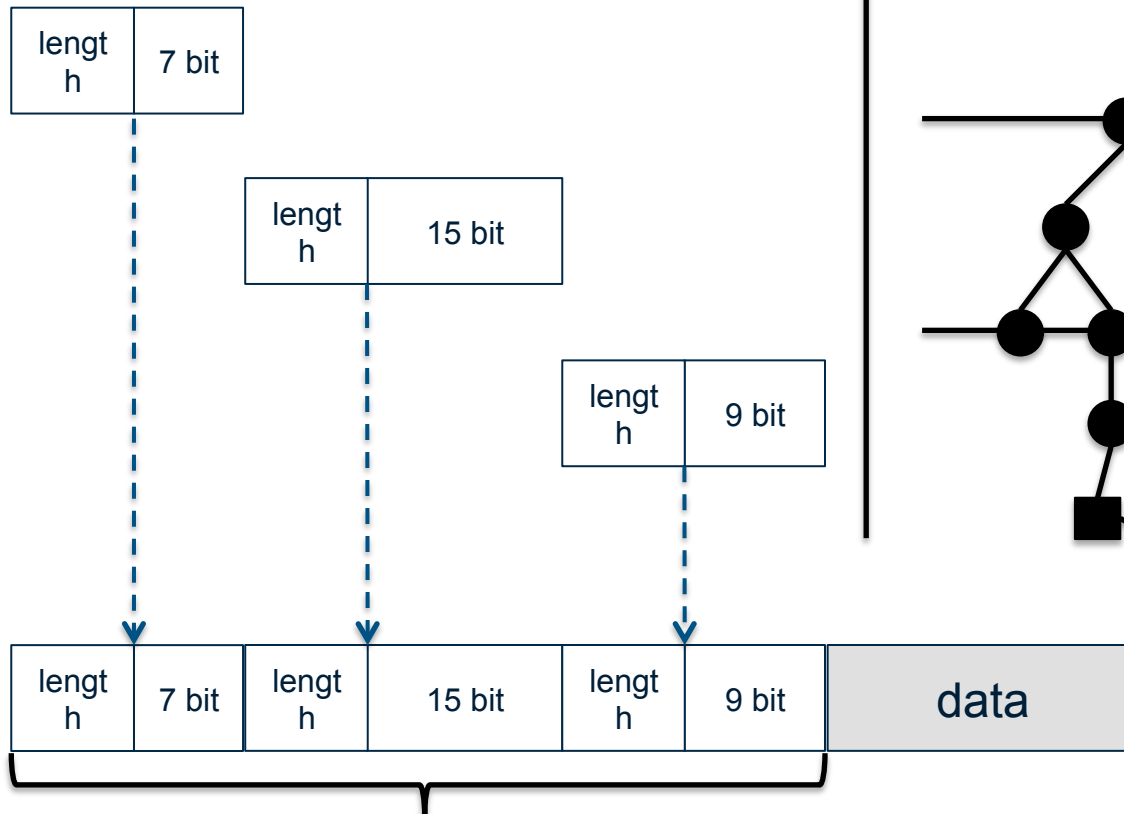 lengt
h
7 bit
lengt
h
15 bit
lengt
h
9 bit
lengt
h
7 bit
lengt
h
15 bit
lengt
h
9 bit
data